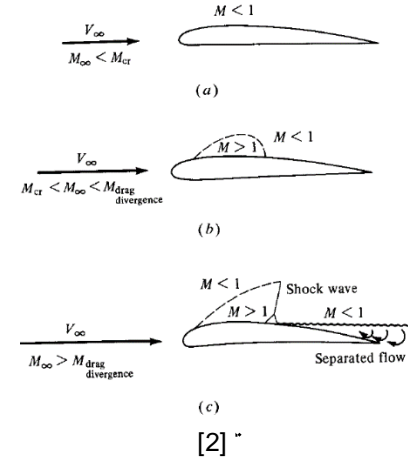 M < 1
V∞
M∞ < Mcr
(a)
M < 1
V∞
M > 1
Mcr < M∞ < Mdrag
divergence
(b)
M < 1
Shock wave
M > 1
M < 1
V∞
M∞ > Mdrag
divergence
Separated flow
(c)
[2]